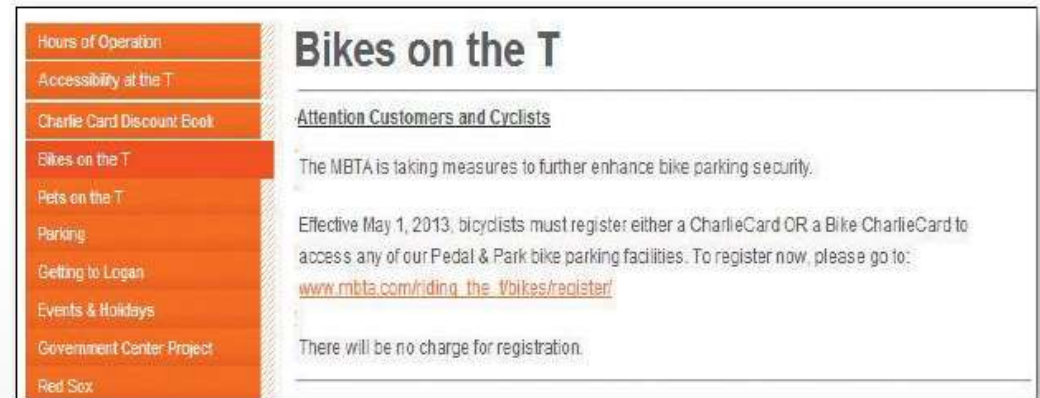 Hours of Operation
Accessibility at the T
Charlie Card Discount Book
Bikes on the T
Pets on the T
Parking
Getting to Logan
Events & Holidays
Government Center Project
Red Sox
Bikes on the T
Attention Customers and Cyclists
The MBTA is taking measures to further enhance bike parking security.
Effective May 1, 2013, bicyclists must register either a CharlieCard OR a Bike CharlieCard to
access any of our Pedal & Park bike parking facilities. To register now, please go to:
www.mbta.com/riding_the_t/bikes/register/
There will be no charge for registration.